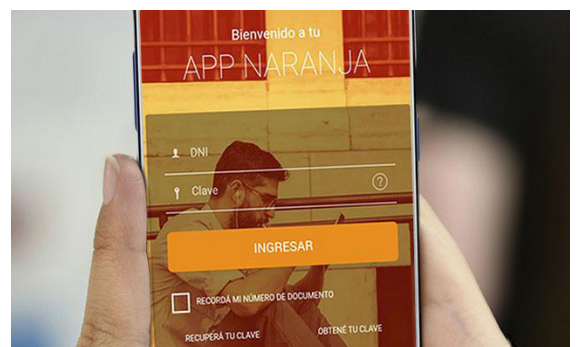 Bienvenido a tu
APP NARANJA
DNI
Clave
?
INGRESAR
RECORDÁ MI NÚMERO DE DOCUMENTO
RECUPERÁ TU CLAVE
OBTENÉ TU CLAVE